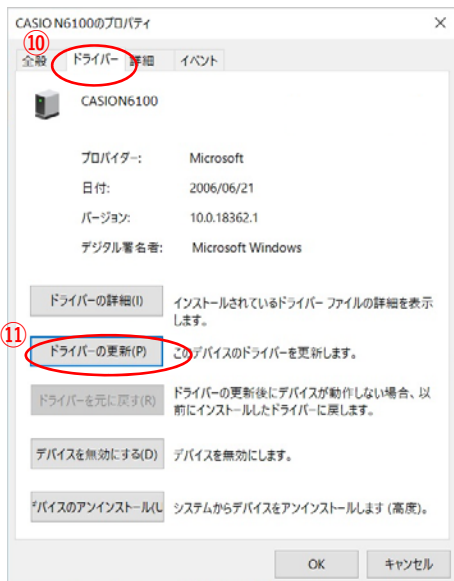 CASIO N6100のプロパティ
⑩
全般 ドライバー 詳細 イベント
CASION6100
プロバイダー: Microsoft
日付: 2006/06/21
バージョン: 10.0.18362.1
デジタル署名者: Microsoft Windows
ドライバーの詳細(I) インストールされているドライバー ファイルの詳細を表示
します。
⑪
ドライバーの更新(P) このデバイスのドライバーを更新します。
ドライバーを元に戻す(R) ドライバーの更新後にデバイスが動作しない場合、以
前にインストールしたドライバーに戻します。
デバイスを無効にする(D) デバイスを無効にします。
デバイスのアンインストール(U システムからデバイスをアンインストールします (高度)。
OK キャンセル